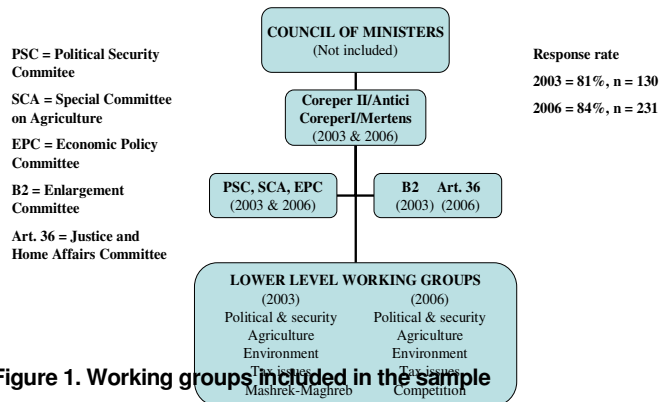 PSC = Political Security
Commitee
SCA = Special Committee
on Agriculture
EPC = Economic Policy
Committee
B2 = Enlargement
Committee
Art. 36 = Justice and
Home Affairs Committee
COUNCIL OF MINISTERS
(Not included)
Coreper II/Antici
CoreperI/Mertens
(2003 & 2006)
PSC, SCA, EPC
(2003 & 2006)
B2 Art. 36
(2003) (2006)
LOWER LEVEL WORKING GROUPS
(2003) (2006)
Political & security Political & security
Agriculture Agriculture
Environment Environment
Tax issues Tax issues
Mashrek-Maghreb Competition
Response rate
2003 = 81%, n = 130
2006 = 84%, n = 231
Figure 1. Working groups included in the sample